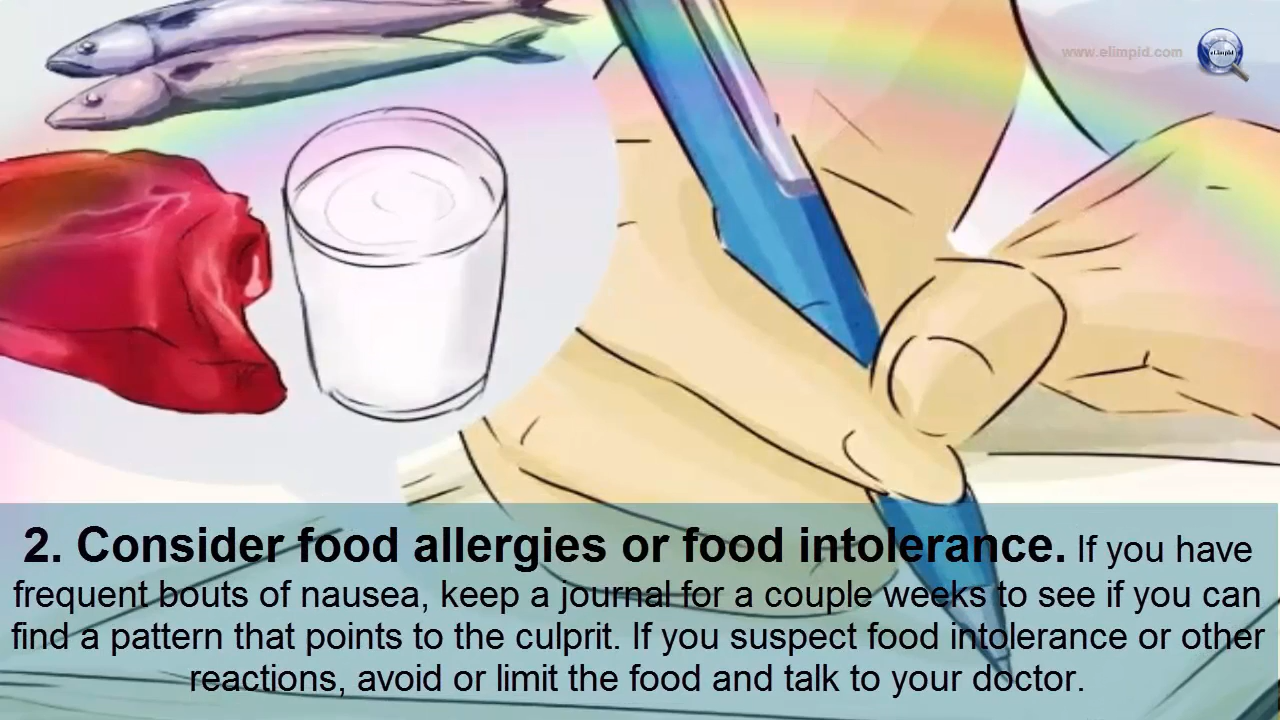 www.elimpid.com
eLimpid
2. Consider food allergies or food intolerance. If you have
frequent bouts of nausea, keep a journal for a couple weeks to see if you can
find a pattern that points to the culprit. If you suspect food intolerance or other
reactions, avoid or limit the food and talk to your doctor.